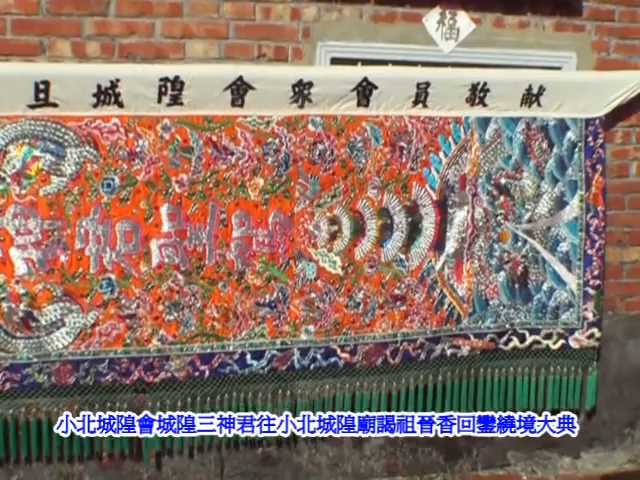 福
旦城隍會眾會員敬献
小北城隍會城隍三神君往小北城隍廟謁祖晉香回鑾繞境大典